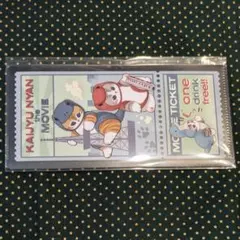 KAIJYU NYAN
THE
MOVIE
MOVIE TICKET
one
drink
free!!